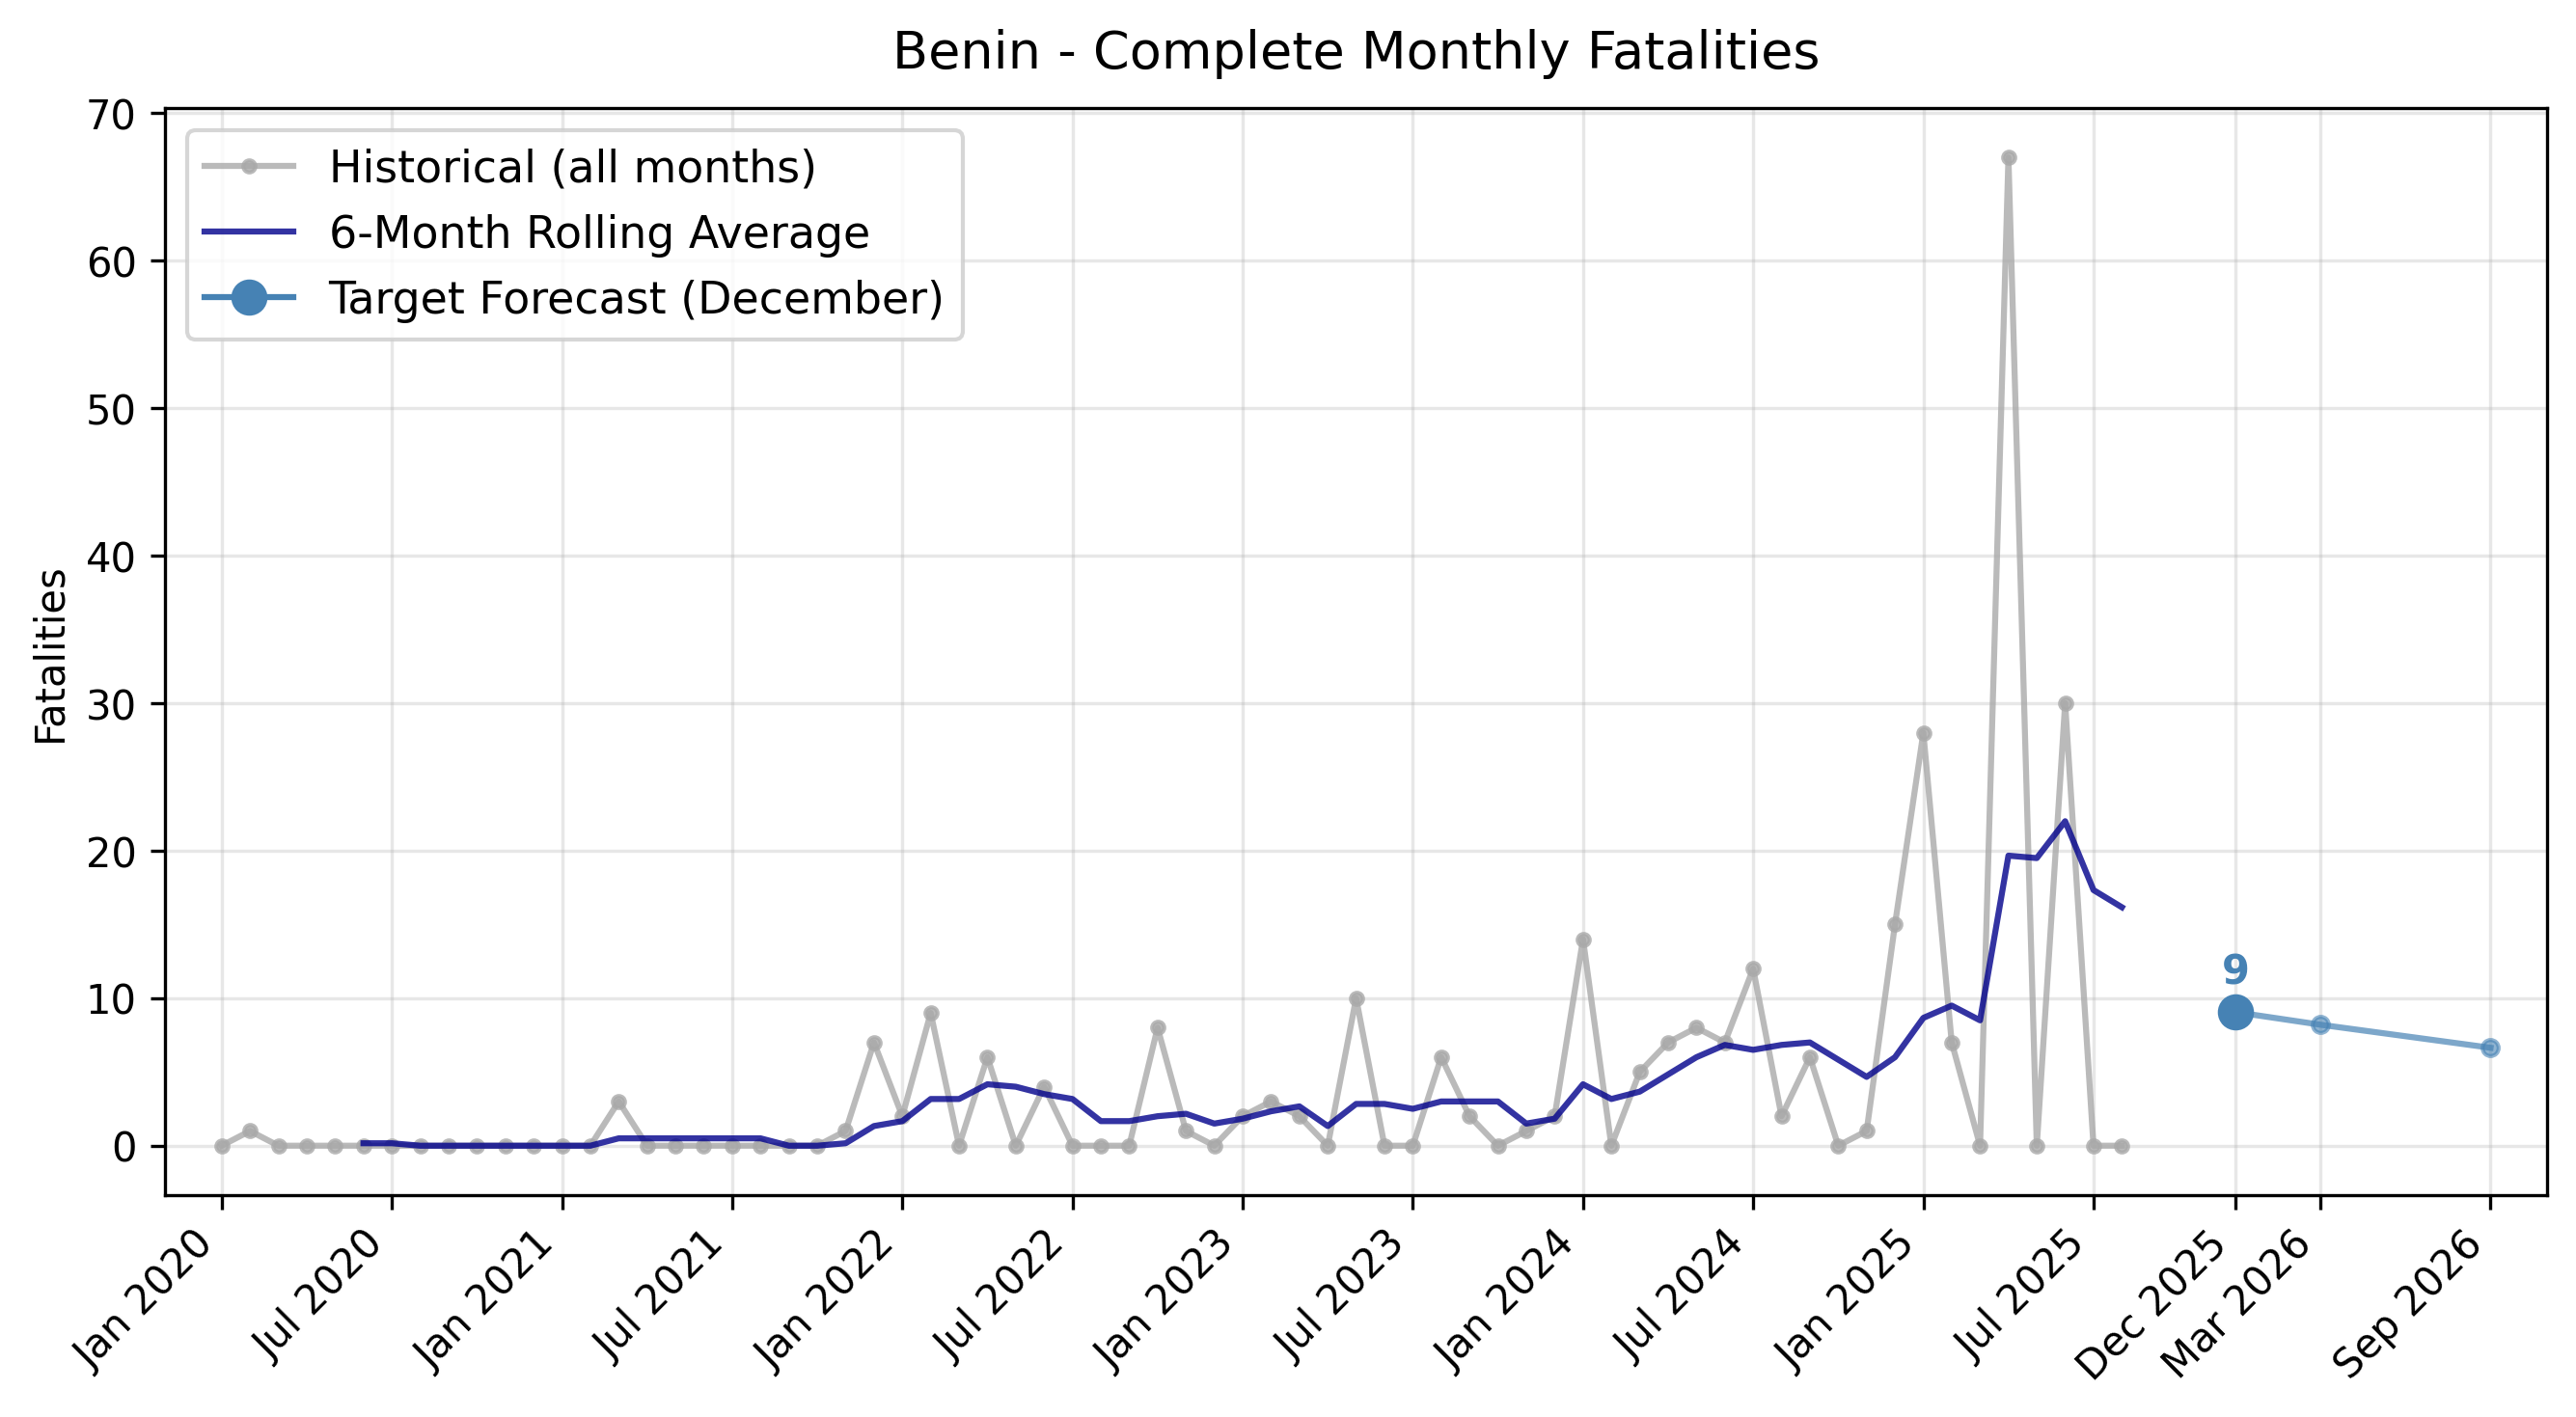 Benin - Complete Monthly Fatalities
70
60
50
40
30
20
10
0
Fatalities
Historical (all months)
6-Month Rolling Average
Target Forecast (December)
9
Jan 2020
Jul 2020
Jan 2021
Jul 2021
Jan 2022
Jul 2022
Jan 2023
Jul 2023
Jan 2024
Jul 2024
Jan 2025
Jul 2025
Dec 2025
Mar 2026
Sep 2026